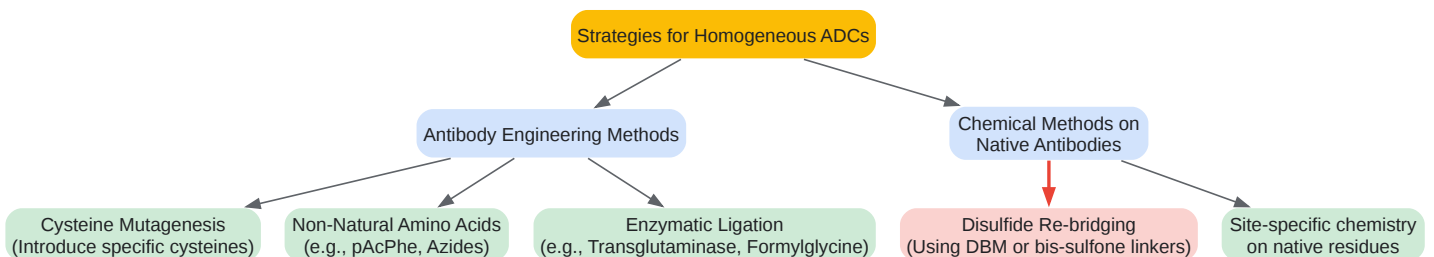 Strategies for Homogeneous ADCs
Antibody Engineering Methods
Chemical Methods on
Native Antibodies
Cysteine Mutagenesis
(Introduce specific cysteines)
Non-Natural Amino Acids
(e.g., pAcPhe, Azides)
Enzymatic Ligation
(e.g., Transglutaminase, Formylglycine)
Disulfide Re-bridging
(Using DBM or bis-sulfone linkers)
Site-specific chemistry
on native residues